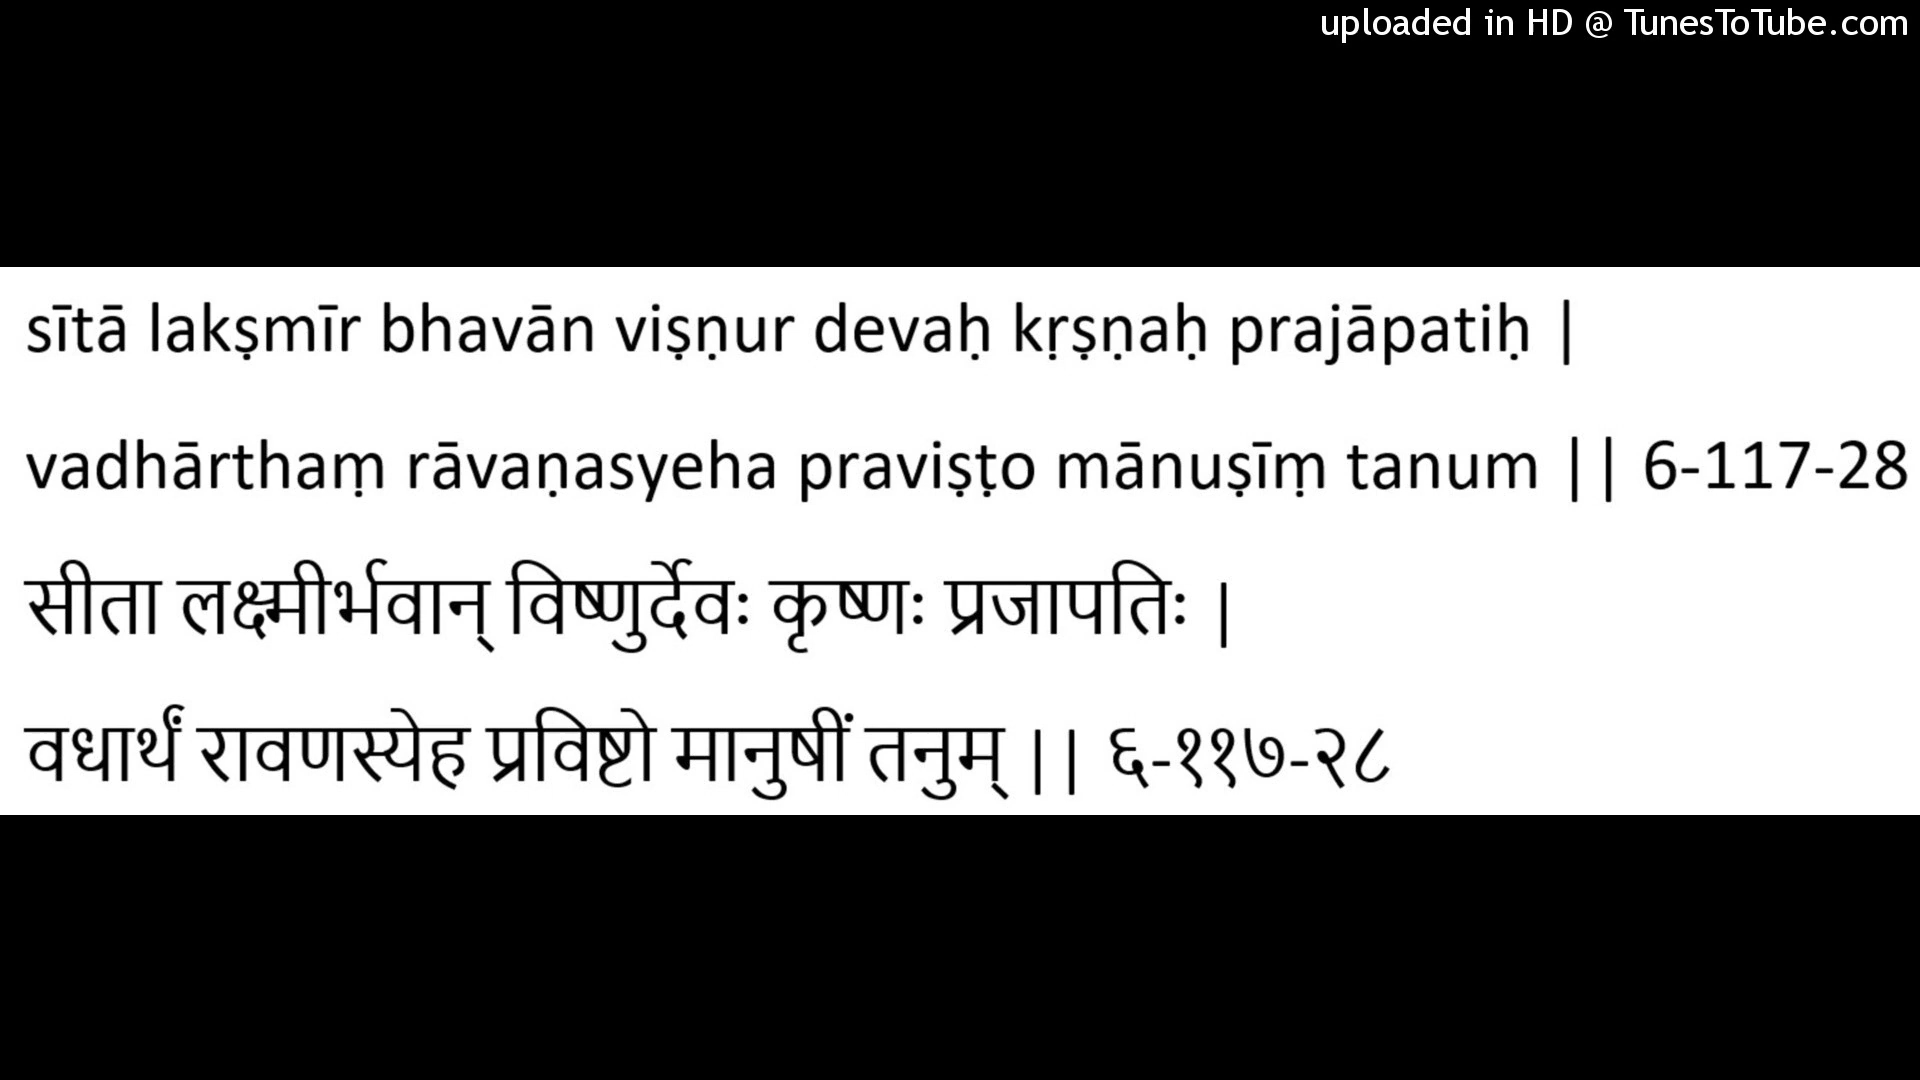 uploaded in HD @ TunesToTube.com
sītā lakṣmīr bhavān viṣṇur devaḥ kṛṣṇaḥ prajāpatiḥ |
vadhārthaṃ rāvaṇasyeha praviṣṭo mānuṣīṃ tanum || 6-117-28
सीता लक्ष्मीर्भवान् विष्णुर्देवः कृष्णः प्रजापतिः |
वधार्थं रावणस्येह प्रविष्टो मानुषीं तनुम् || ६-११७-२८